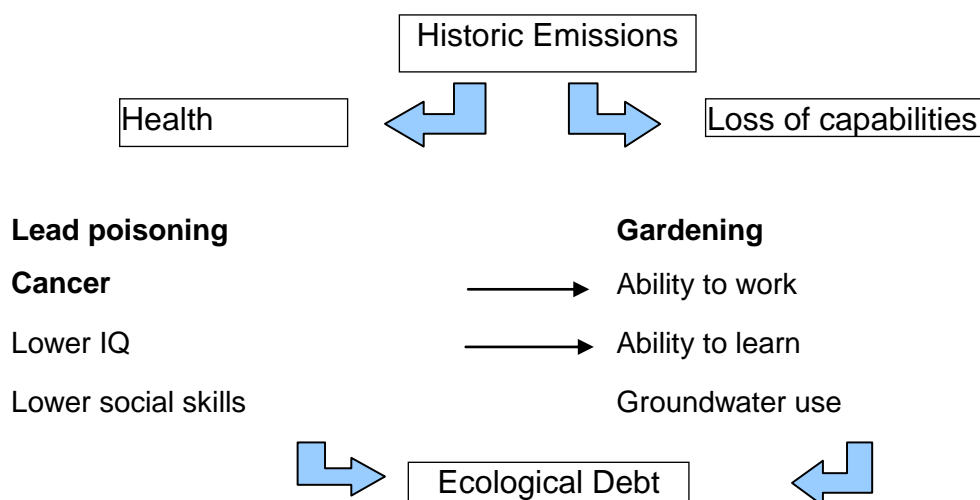 Historic Emissions
Health
Loss of capabilities
Lead poisoning
Gardening
Cancer
Ability to work
Lower IQ
Ability to learn
Lower social skills
Groundwater use
Ecological Debt